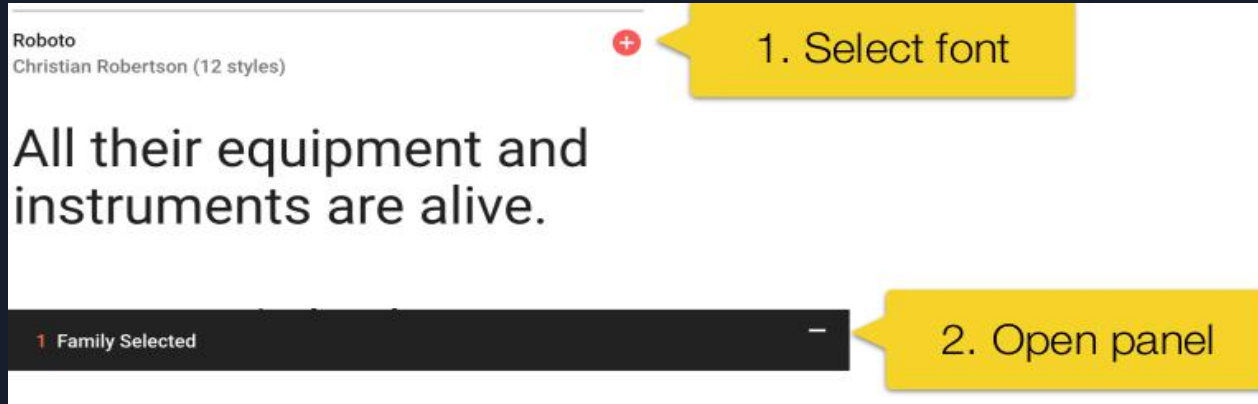 Roboto
Christian Robertson (12 styles)
1. Select font
All their equipment and
instruments are alive.
1 Family Selected
2. Open panel